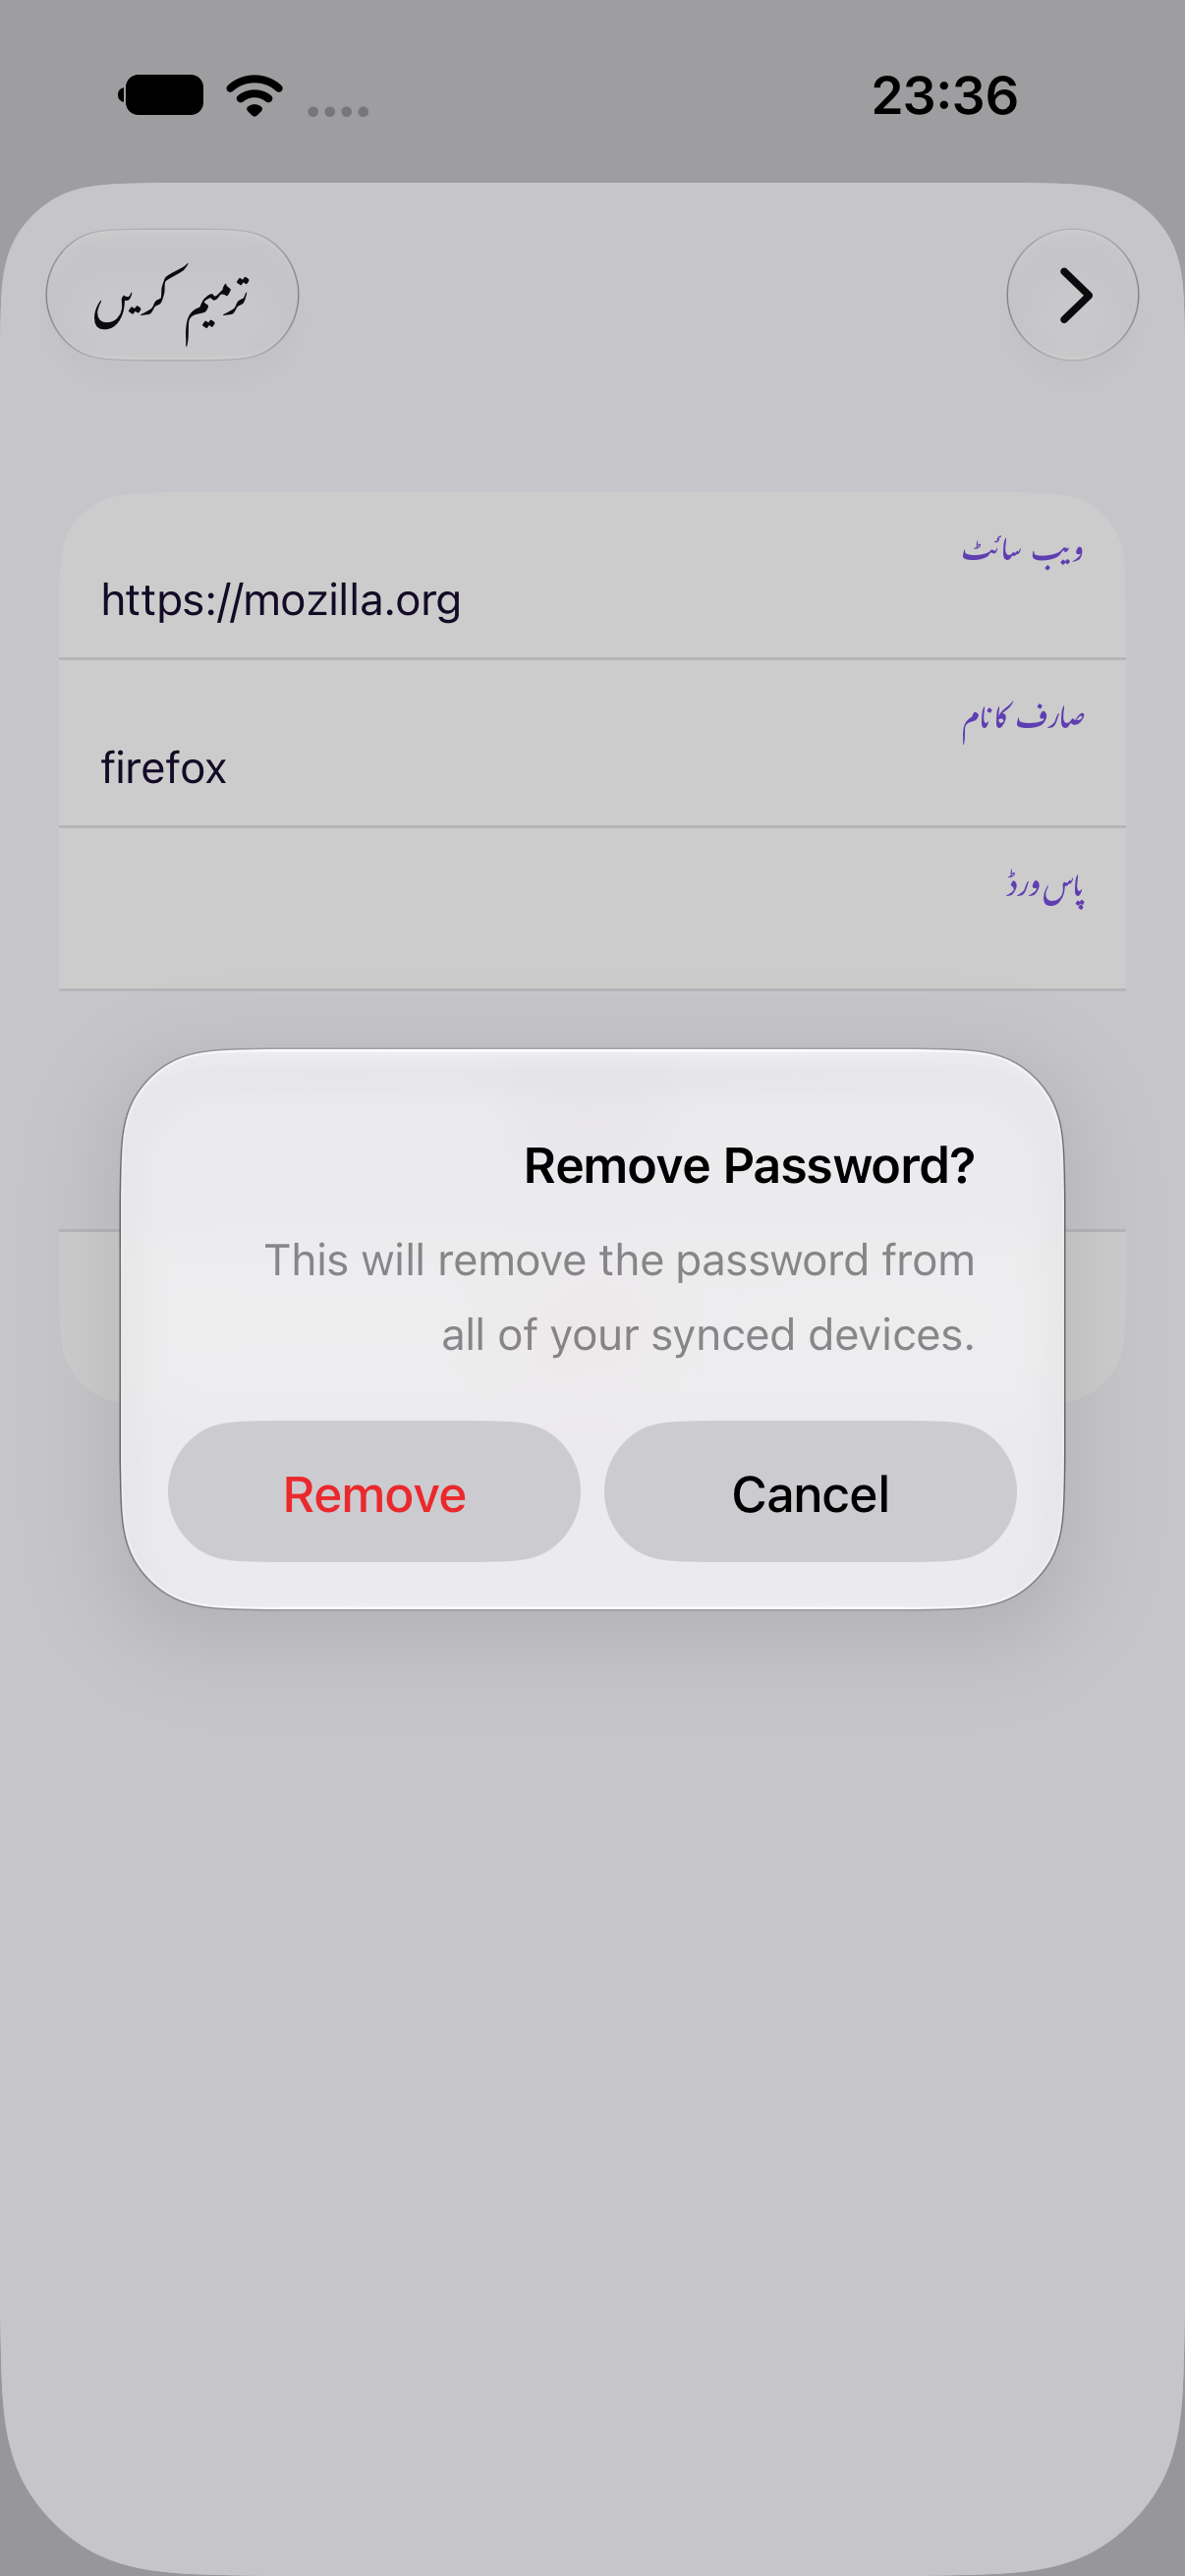 23:36
ترمیم کریں
ویب سائٹ
https://mozilla.org
صارف کا نام
firefox
پاس ورڈ
Remove Password?
This will remove the password from
all of your synced devices.
Remove
Cancel